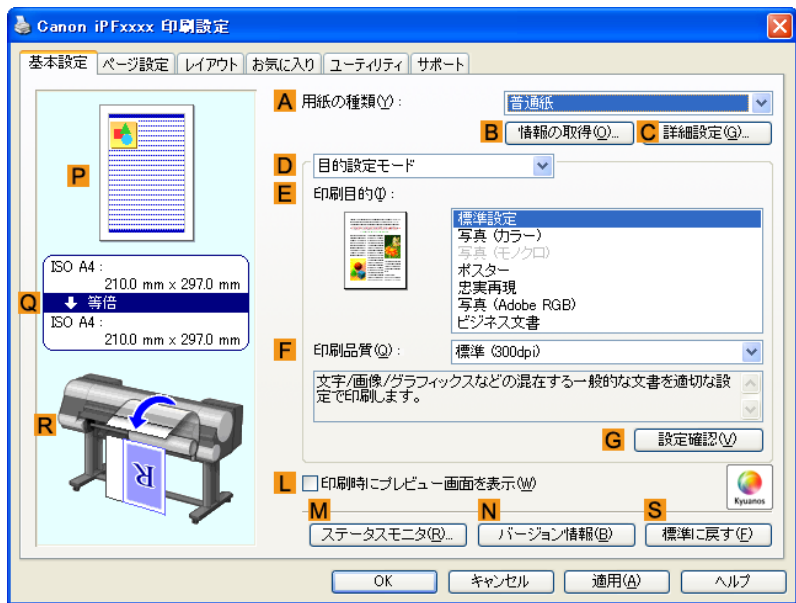 Canon iPFxxxx 印刷設定
基本設定 ページ設定 レイアウト お気に入り ユーティリティ サポート
P
ISO A4 :
210.0 mm x 297.0 mm
Q
等倍
ISO A4 :
210.0 mm x 297.0 mm
R
R
A 用紙の種類(Y) : 普通紙
B 情報の取得(O)... C 詳細設定(G)...
D 目的設定モード
E 印刷目的(I) :
標準設定
写真 (カラー)
写真 (モノクロ)
ポスター
忠実再現
写真 (Adobe RGB)
ビジネス文書
F 印刷品質(Q) : 標準 (300dpi)
文字/画像/グラフィックスなどの混在する一般的な文書を適切な設
定で印刷します。
G 設定確認(V)
L 印刷時にプレビュー画面を表示(W)
Kyuanos
M N S
ステータスモニタ(R)... バージョン情報(B) 標準に戻す(F)
OK キャンセル 適用(A) ヘルプ